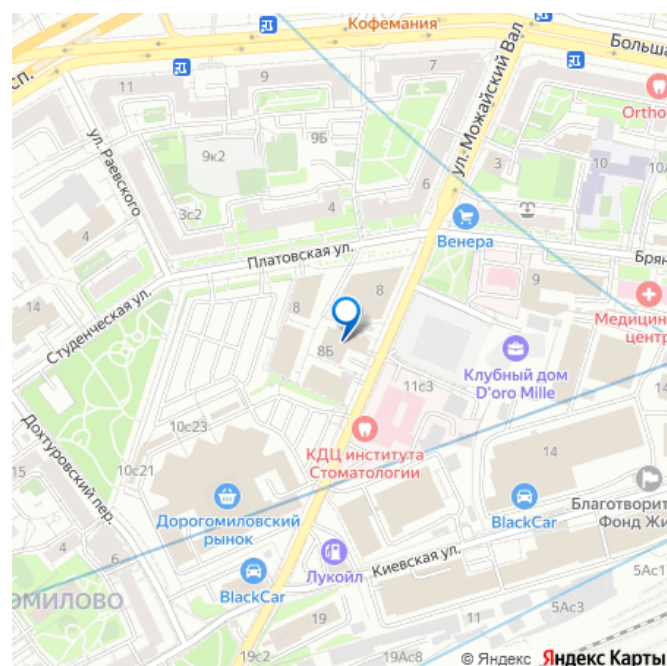 Кофемания
Больша
сп.
11
9
7
Ortho
ул. Можайский Вал
9Б
3
10
9к2
ул. Раевского
6
3с2
4
4
Венера
Платовская ул.
Брян
14
8
8
9
Студенческая ул.
Медицин
центр
8Б
Клубный дом
D'oro Mille
11с3
10с23
КДЦ института
Стоматологии
14
15
10с21
Дохтуровский пер.
Дорогомиловский
рынок
BlackCar
Благотворит
Фонд Жи
4
6
Киевская ул.
Лукойл
BlackCar
5Ас1
ОМИЛОВО
19
11
5Ас3
19с2
19Ас8
© Яндекс Яндекс Карты